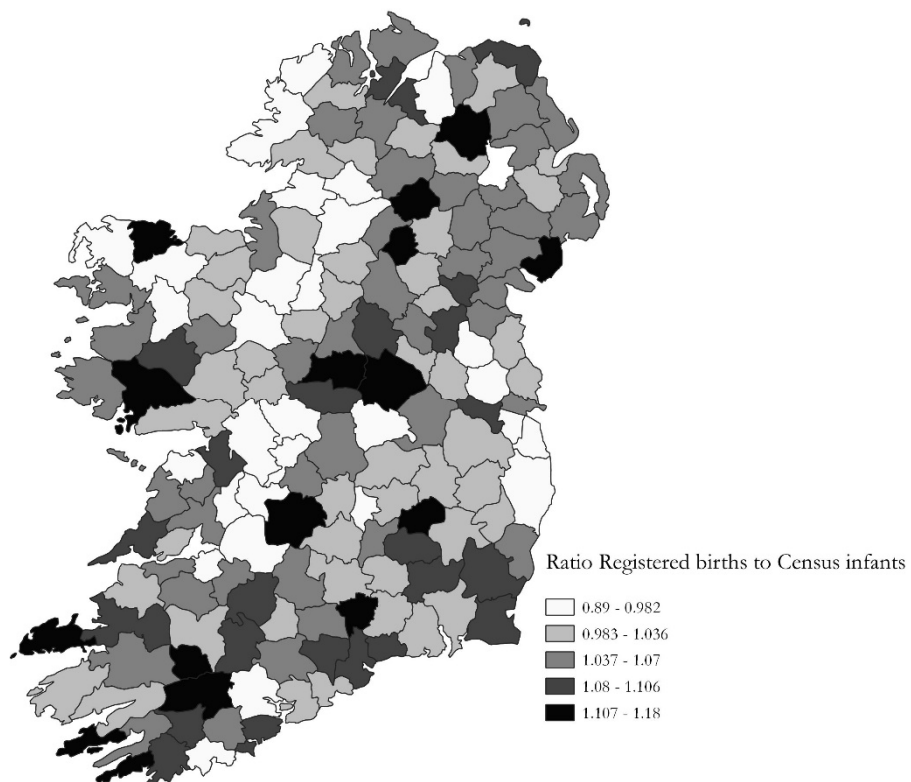 Ratio Registered births to Census infants
0.89 - 0.982
0.983 - 1.036
1.037 - 1.07
1.08 - 1.106
1.107 - 1.18